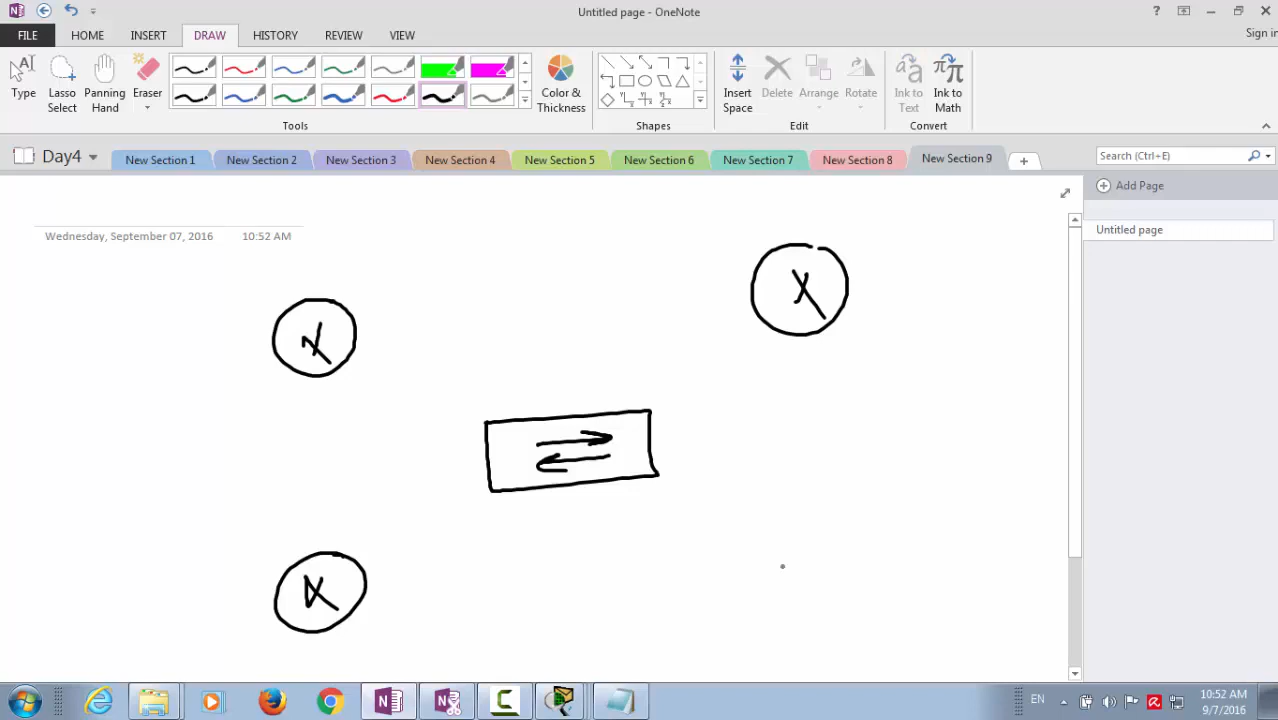 Untitled page - OneNote
?
Sign in
FILE HOME INSERT DRAW HISTORY REVIEW VIEW
Type
Lasso Select
Panning Hand
Eraser
Color & Thickness
Insert Space
Delete
Arrange
Rotate
Ink to Text
Ink to Math
Tools
Shapes
Edit
Convert
Day4
New Section 1
New Section 2
New Section 3
New Section 4
New Section 5
New Section 6
New Section 7
New Section 8
New Section 9
Search (Ctrl+E)
Add Page
Untitled page
Wednesday, September 07, 2016 10:52 AM
X
X
X
EN
10:52 AM
9/7/2016